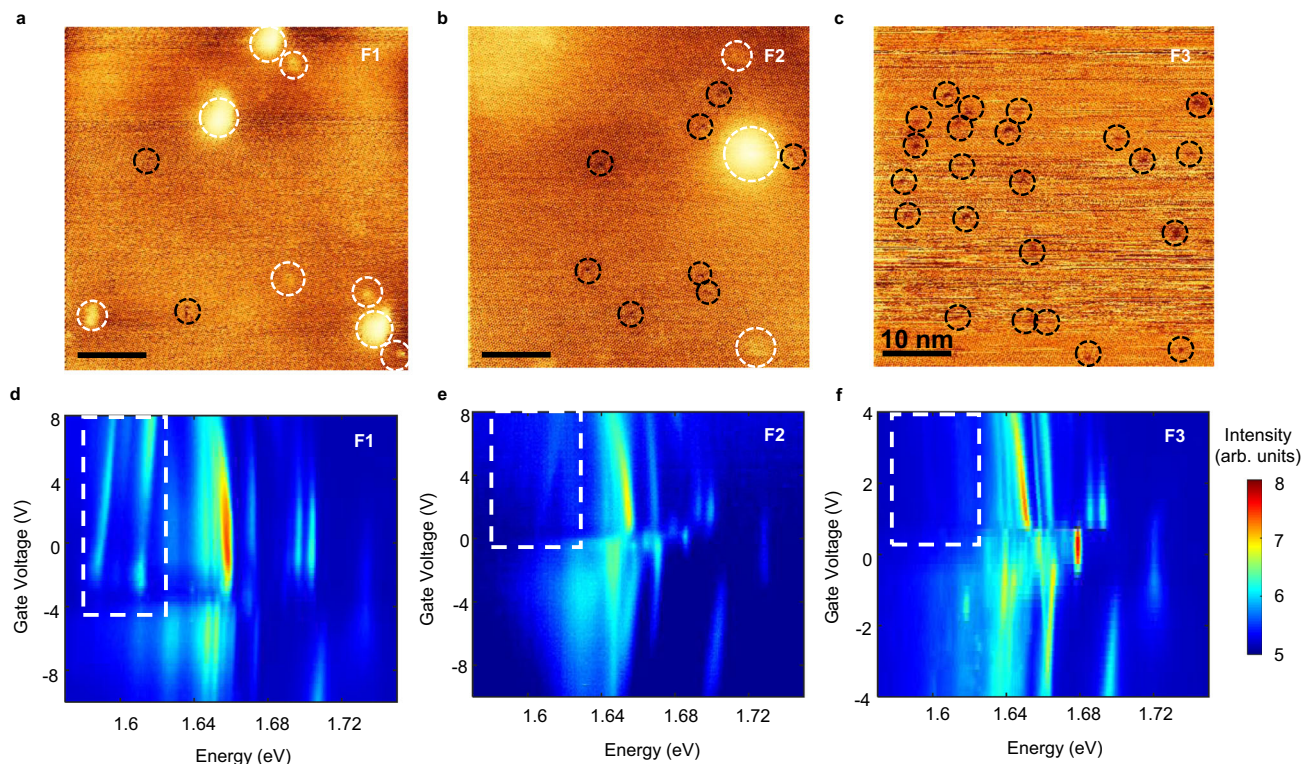 a
F1
b
F2
c
F3
10 nm
d
8
4
0
-4
-8
Gate Voltage (V)
F1
1.6
1.64
1.68
1.72
Energy (eV)
e
8
4
0
-4
-8
Gate Voltage (V)
F2
1.6
1.64
1.68
1.72
Energy (eV)
f
4
2
0
-2
-4
Gate Voltage (V)
F3
1.6
1.64
1.68
1.72
Energy (eV)
Intensity
(arb. units)
8
7
6
5